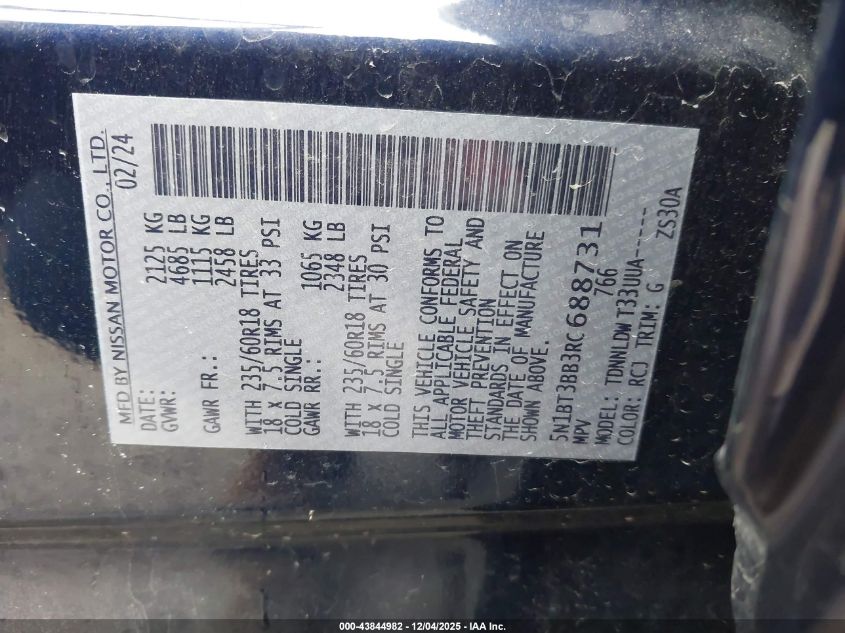 MFD BY NISSAN MOTOR CO., LTD.
DATE: 02/24
GVWR: 2125 KG
4685 LB
GAWR FR.: 1115 KG
2458 LB
WITH 235/60R18 TIRES
18 X 7.5 RIMS AT 33 PSI
COLD SINGLE
GAWR RR.: 1065 KG
2348 LB
WITH 235/60R18 TIRES
18 X 7.5 RIMS AT 30 PSI
COLD SINGLE
THIS VEHICLE CONFORMS TO
ALL APPLICABLE FEDERAL
MOTOR VEHICLE SAFETY AND
THEFT PREVENTION
STANDARDS IN EFFECT ON
THE DATE OF MANUFACTURE
SHOWN ABOVE.
5N1BT3BB3RC688731
MPV 766
MODEL: TDNNLDW T33UUA------
COLOR: RCJ TRIM: G ZS30A
000-43844982 - 12/04/2025 - IAA Inc.